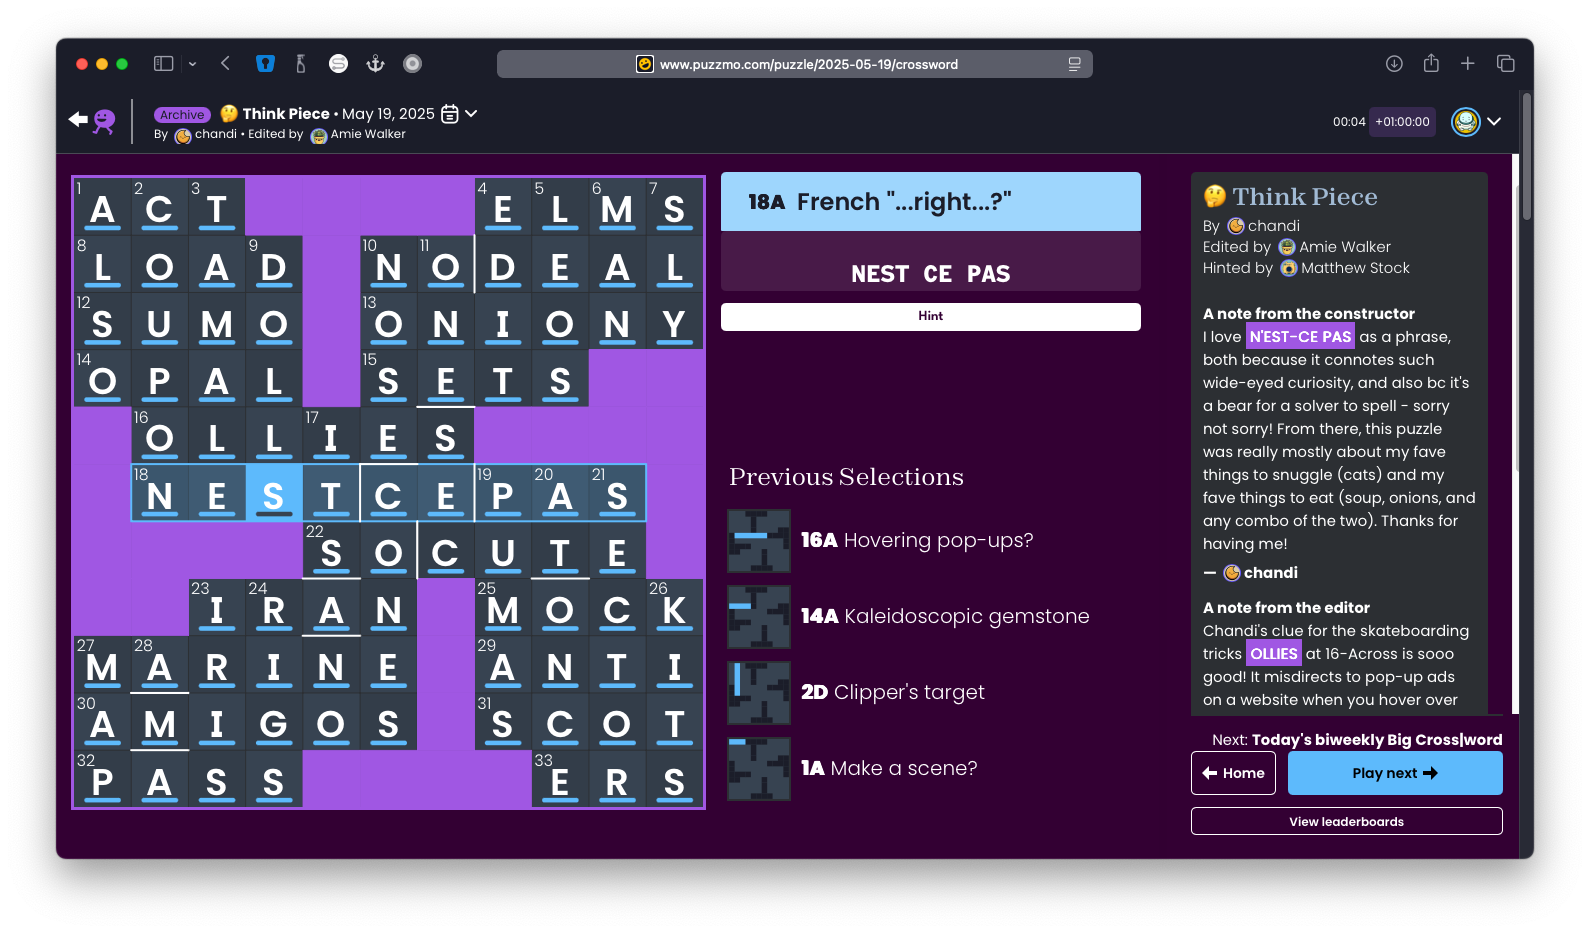 www.puzzmo.com/puzzle/2025-05-19/crossword
Archive 🤔 Think Piece • May 19, 2025
By chandi • Edited by Amie Walker
00:04 +01:00:00
1 A 2 C 3 T 4 E 5 L 6 M 7 S
8 L O A 9 D 10 N 11 O D E A L
12 S U M O 13 O N I O N Y
14 O P A L 15 S E T S
16 O L L 17 I E S
18 N E S T C E 19 P 20 A 21 S
22 S O C U T E
23 I 24 R A N 25 M O C 26 K
27 M 28 A R I N E 29 A N T I
30 A M I G O S 31 S C O T
32 P A S S 33 E R S
18A French "...right...?"
NEST CE PAS
Hint
Previous Selections
16A Hovering pop-ups?
14A Kaleidoscopic gemstone
2D Clipper's target
1A Make a scene?
🤔 Think Piece
By chandi
Edited by Amie Walker
Hinted by Matthew Stock
A note from the constructor
I love N'EST-CE PAS as a phrase,
both because it connotes such
wide-eyed curiosity, and also bc it's
a bear for a solver to spell - sorry
not sorry! From there, this puzzle
was really mostly about my fave
things to snuggle (cats) and my
fave things to eat (soup, onions, and
any combo of the two). Thanks for
having me!
— chandi
A note from the editor
Chandi's clue for the skateboarding
tricks OLLIES at 16-Across is sooo
good! It misdirects to pop-up ads
on a website when you hover over
Next: Today's biweekly Big Cross|word
Home
Play next
View leaderboards